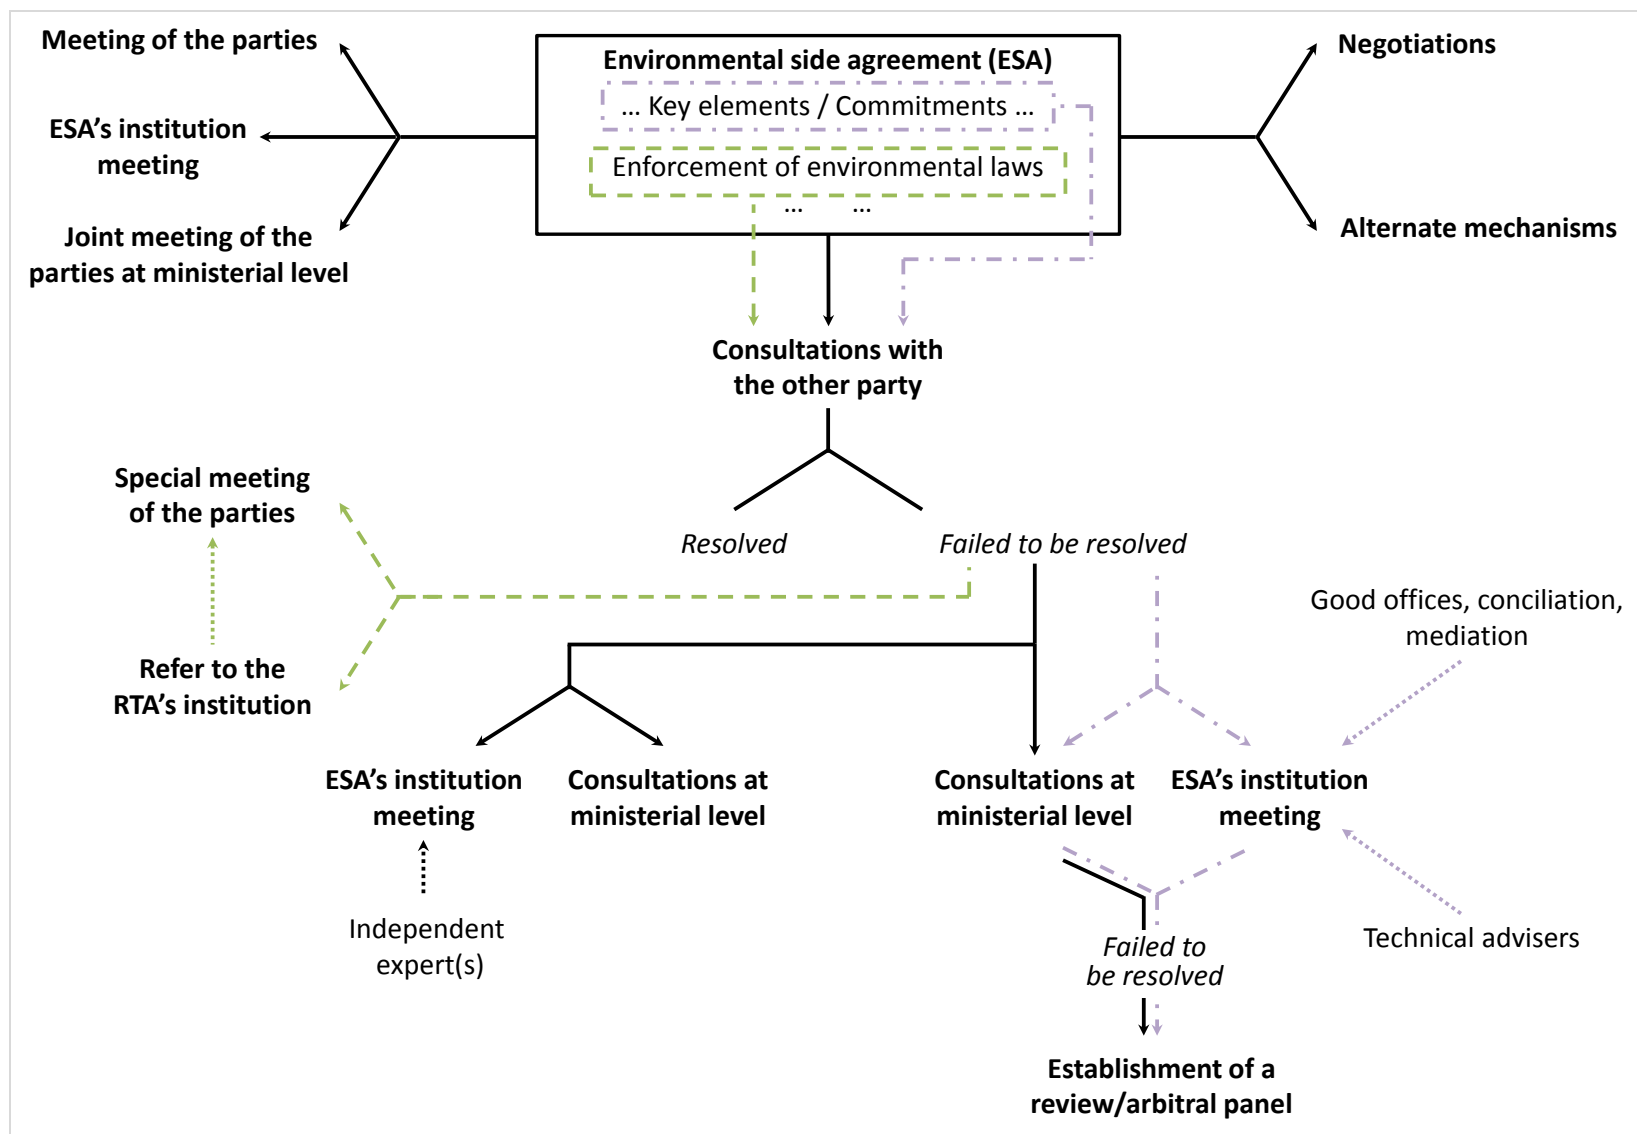 Meeting of the parties
Environmental side agreement (ESA)
Negotiations
... Key elements / Commitments ...
ESA’s institution
meeting
Enforcement of environmental laws
... ...
Joint meeting of the
parties at ministerial level
Alternate mechanisms
Consultations with
the other party
Special meeting
of the parties
Resolved
Failed to be resolved
Good offices, conciliation,
mediation
Refer to the
RTA’s institution
ESA’s institution
meeting
Consultations at
ministerial level
Consultations at
ministerial level
ESA’s institution
meeting
Independent
expert(s)
Technical advisers
Failed to
be resolved
Establishment of a
review/arbitral panel